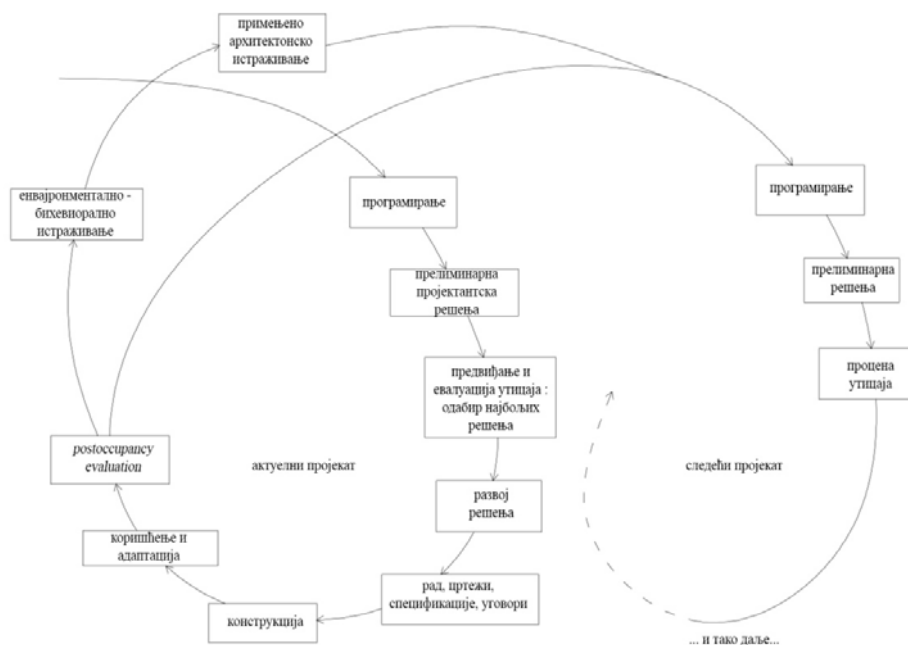 примењено
архитектонско
истраживање
енвајронментално -
бихевиорално
истраживање
програмирање
програмирање
прелиминарна
пројектантска
решења
прелиминарна
решења
предвиђање и
евалуација утицаја :
одабир најбољих
решења
процена
утицаја
postoccupancy
evaluation
актуелни пројекат
следећи пројекат
развој
решења
коришћење и
адаптација
рад, цртежи,
спецификације, уговори
конструкција
... и тако даље...